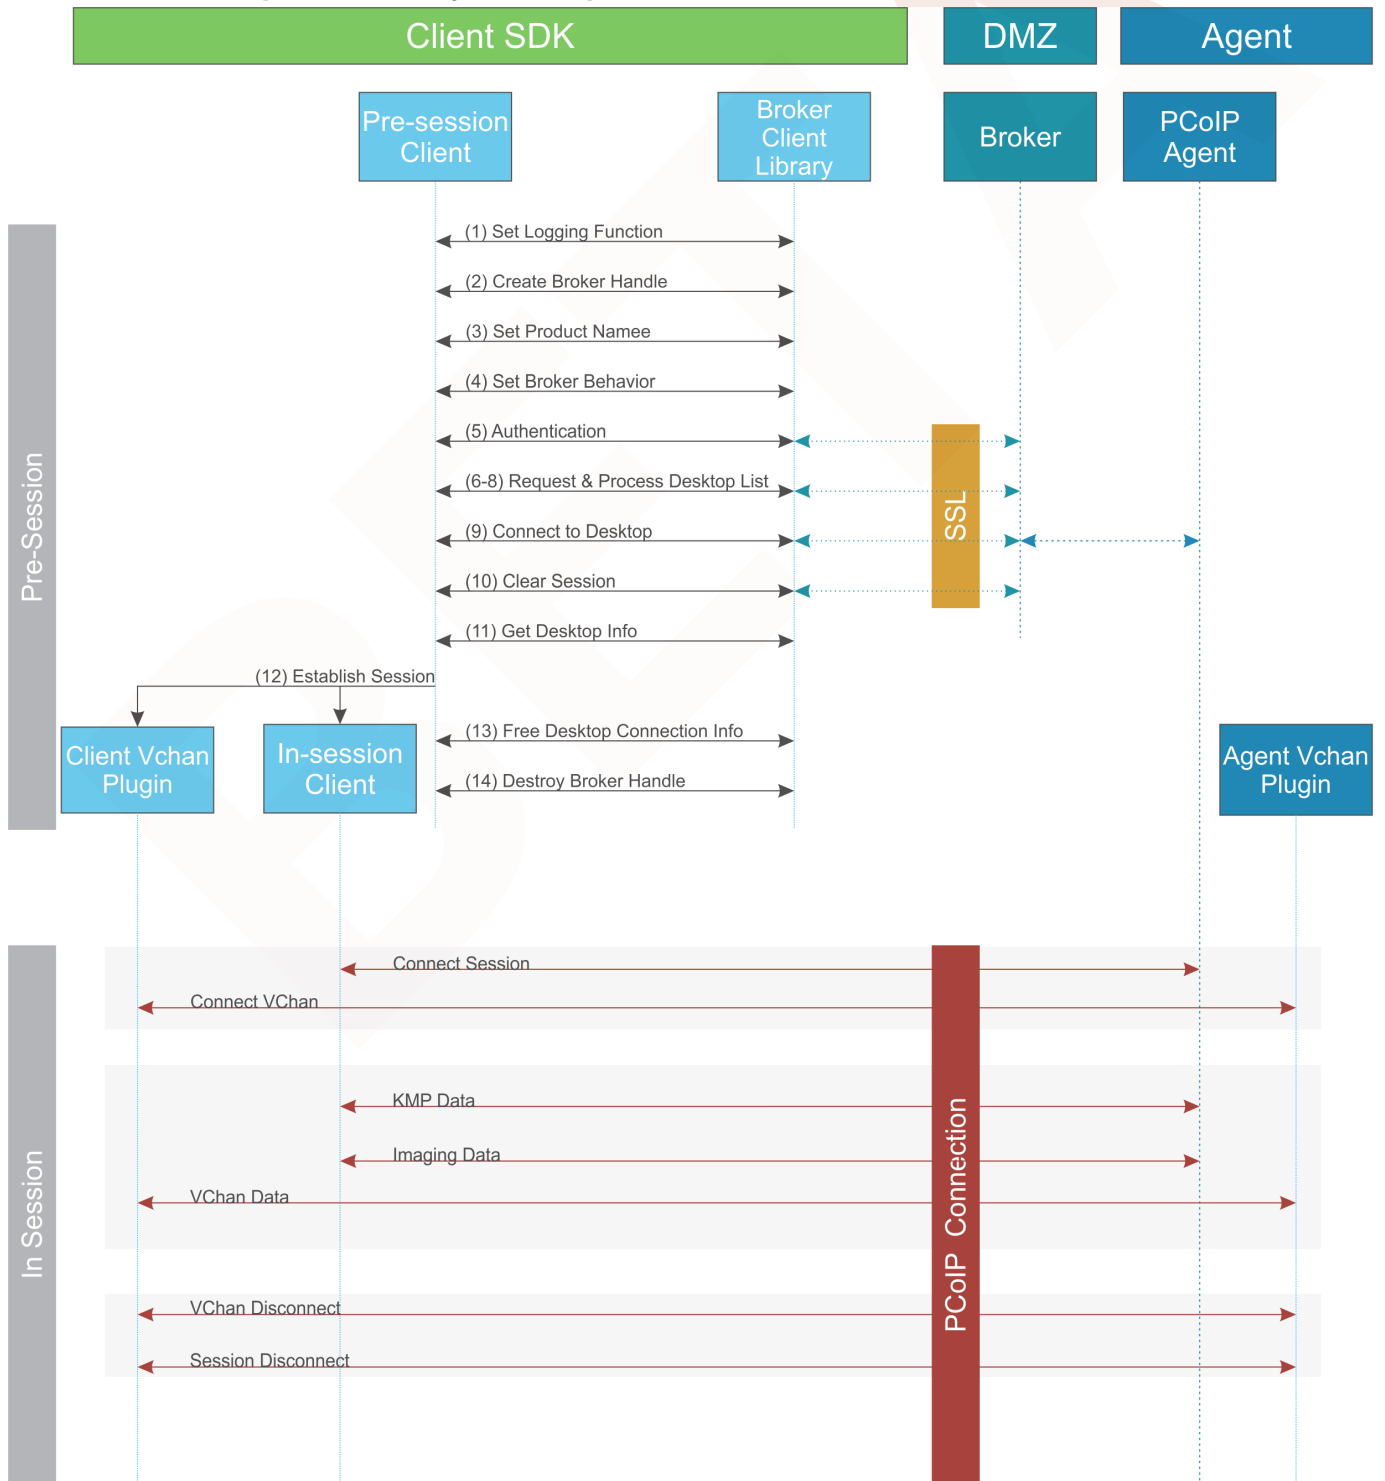 Client SDK
DMZ
Agent
Pre-session
Client
Broker
Client
Library
Broker
PCoIP
Agent
Pre-Session
(1) Set Logging Function
(2) Create Broker Handle
(3) Set Product Namee
(4) Set Broker Behavior
(5) Authentication
(6-8) Request & Process Desktop List
(9) Connect to Desktop
(10) Clear Session
SSL
(11) Get Desktop Info
(12) Establish Session
(13) Free Desktop Connection Info
(14) Destroy Broker Handle
Client Vchan
Plugin
In-session
Client
Agent Vchan
Plugin
In Session
Connect Session
Connect VChan
KMP Data
Imaging Data
VChan Data
VChan Disconnect
Session Disconnect
PCoIP Connection
BETA